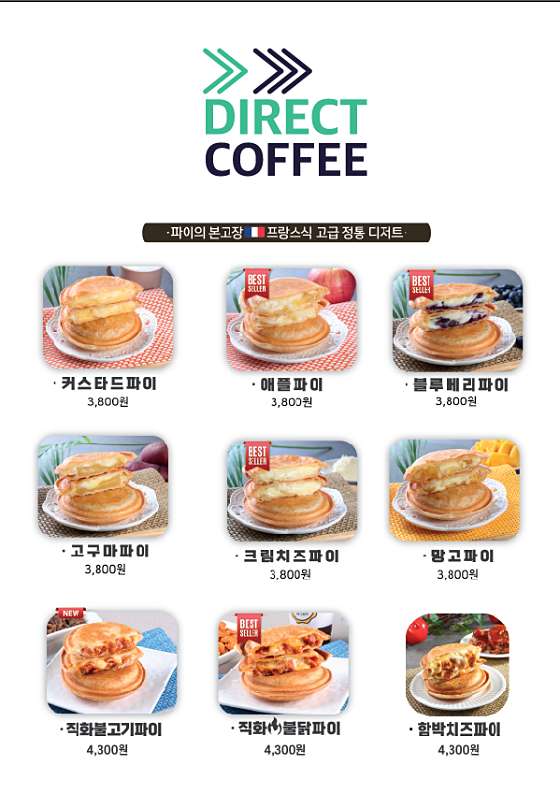 DIRECT
COFFEE
·파이의 본고장 프랑스식 고급 정통 디저트·
BEST
SELLER
BEST
SELLER
· 커스타드파이
· 애플파이
· 블루베리파이
3,800원
3,800원
3,800원
BEST
SELLER
· 고구마파이
· 크림치즈파이
· 망고파이
3,800원
3,800원
3,800원
NEW
BEST
SELLER
· 직화불고기파이
· 직화불닭파이
· 함박치즈파이
4,300원
4,300원
4,300원